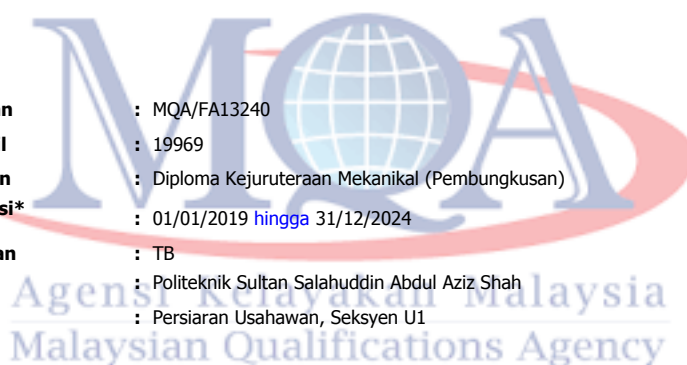 MQA
an : MQA/FA13240
l : 19969
n : Diploma Kejuruteraan Mekanikal (Pembungkusan)
si* : 01/01/2019 hingga 31/12/2024
an : TB
: Politeknik Sultan Salahuddin Abdul Aziz Shah
Agensi Kelayakan Malaysia
: Persiaran Usahawan, Seksyen U1
Malaysian Qualifications Agency